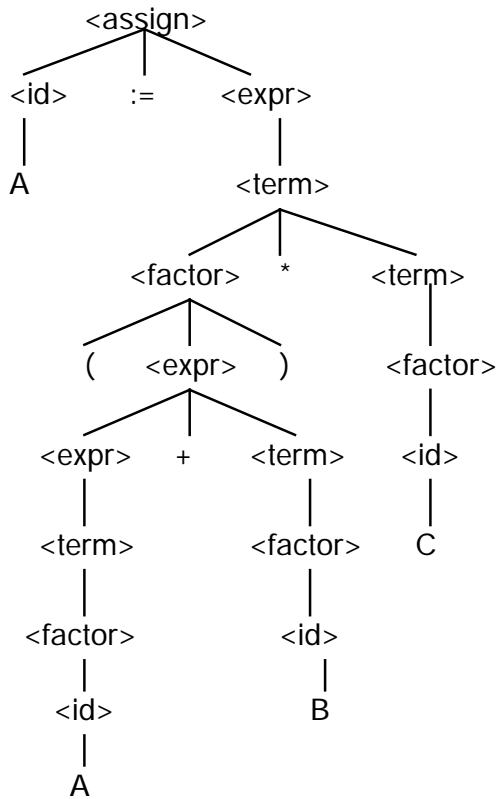 <assign>
<id> := <expr>
A <term>
<factor> * <term>
( <expr> ) <factor>
<expr> + <term> <id>
<term> <factor> C
<factor> <id>
<id> B
A